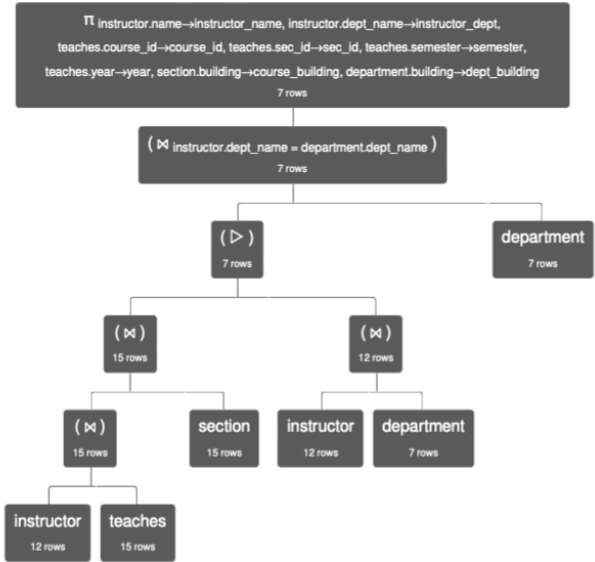 π instructor.name→instructor_name, instructor.dept_name→instructor_dept,
teaches.course_id→course_id, teaches.sec_id→sec_id, teaches.semester→semester,
teaches.year→year, section.building→course_building, department.building→dept_building
7 rows
( ⋈ instructor.dept_name = department.dept_name )
7 rows
( ▷ )
7 rows
department
7 rows
( ⋈ )
15 rows
( ⋈ )
12 rows
( ⋈ )
15 rows
section
15 rows
instructor
12 rows
department
7 rows
instructor
12 rows
teaches
15 rows